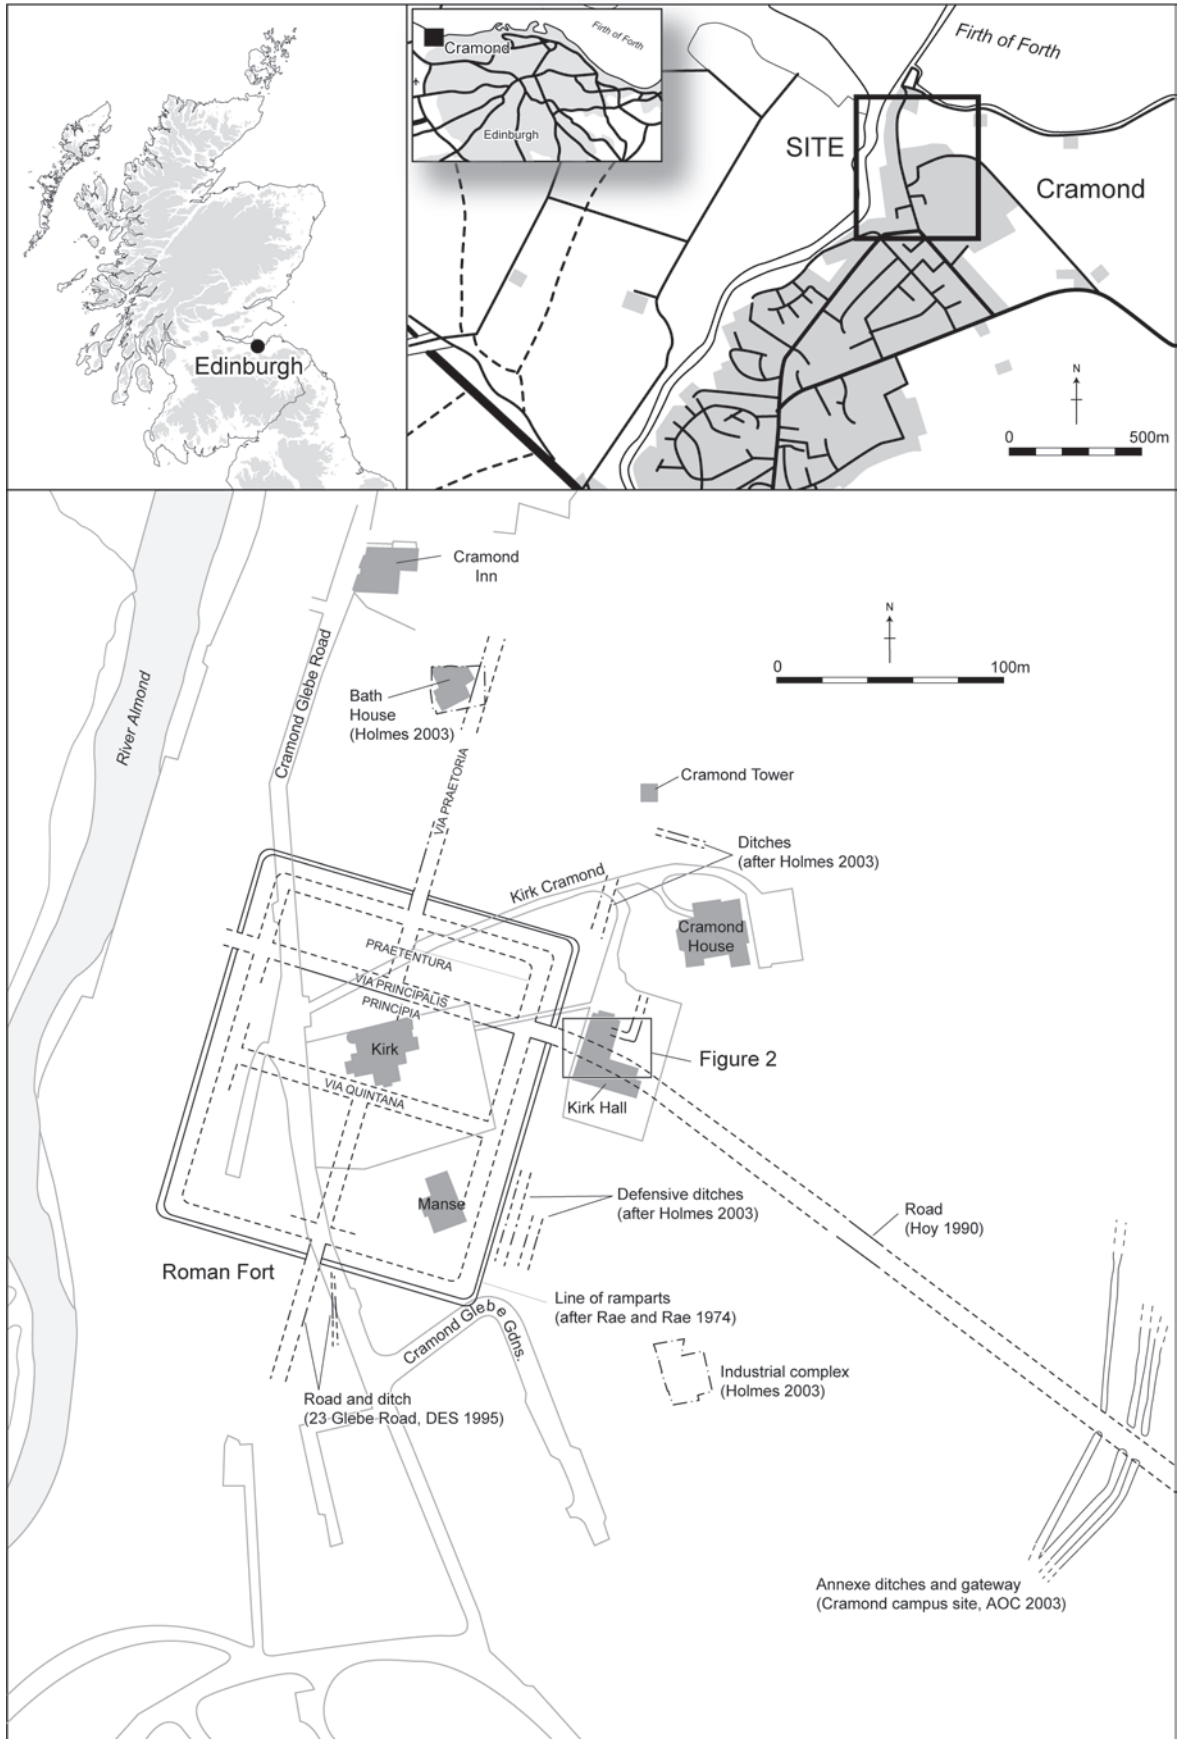 Edinburgh
Cramond
Firth of Forth
Edinburgh
Firth of Forth
SITE
Cramond
N
0
500m
Cramond
Inn
N
0
100m
River Almond
Cramond Glebe Road
Bath
House
(Holmes 2003)
VIA PRAETORIA
Cramond Tower
Ditches
(after Holmes 2003)
Kirk Cramond
Cramond
House
PRAETENTURA
VIA PRINCIPALIS
PRINCIPIA
Kirk
Figure 2
VIA QUINTANA
Kirk Hall
Manse
Defensive ditches
(after Holmes 2003)
Road
(Hoy 1990)
Roman Fort
Line of ramparts
(after Rae and Rae 1974)
Cramond Glebe Gdns.
Industrial complex
(Holmes 2003)
Road and ditch
(23 Glebe Road, DES 1995)
Annexe ditches and gateway
(Cramond campus site, AOC 2003)